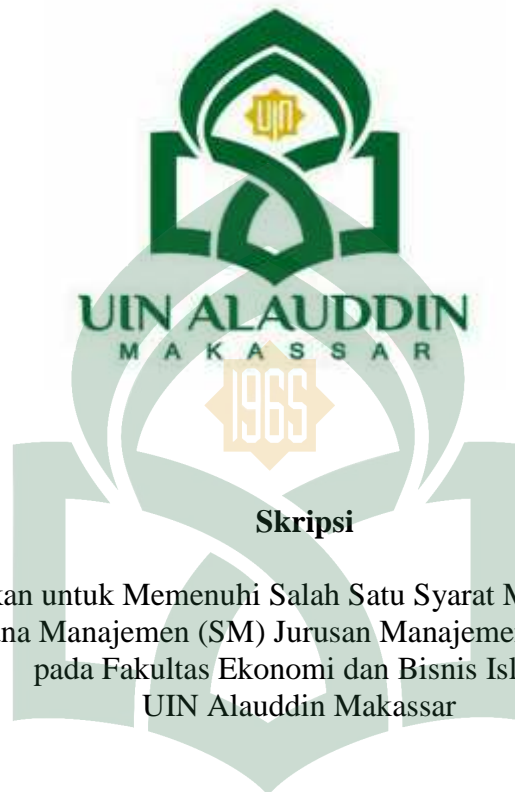 UIN
UIN ALAUDDIN
MAKASSAR
1965
Skripsi
kan untuk Memenuhi Salah Satu Syarat M
na Manajemen (SM) Jurusan Manajeme
pada Fakultas Ekonomi dan Bisnis Isl
UIN Alauddin Makassar